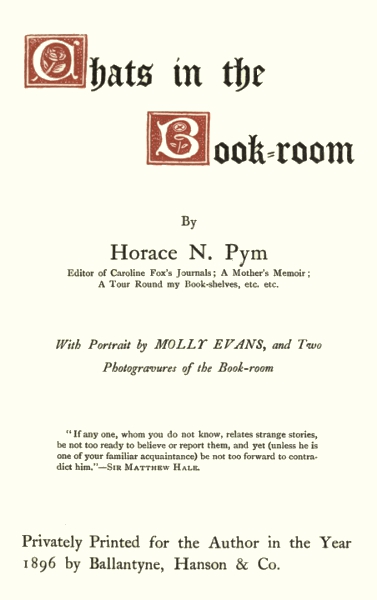 Chats in the
Book-room
By
Horace N. Pym
Editor of Caroline Fox's Journals; A Mother's Memoir;
A Tour Round my Book-shelves, etc. etc.
With Portrait by MOLLY EVANS, and Two
Photogravures of the Book-room
"If any one, whom you do not know, relates strange stories,
be not too ready to believe or report them, and yet (unless he is
one of your familiar acquaintance) be not too forward to contra-
dict him."—SIR MATTHEW HALE.
Privately Printed for the Author in the Year
1896 by Ballantyne, Hanson & Co.